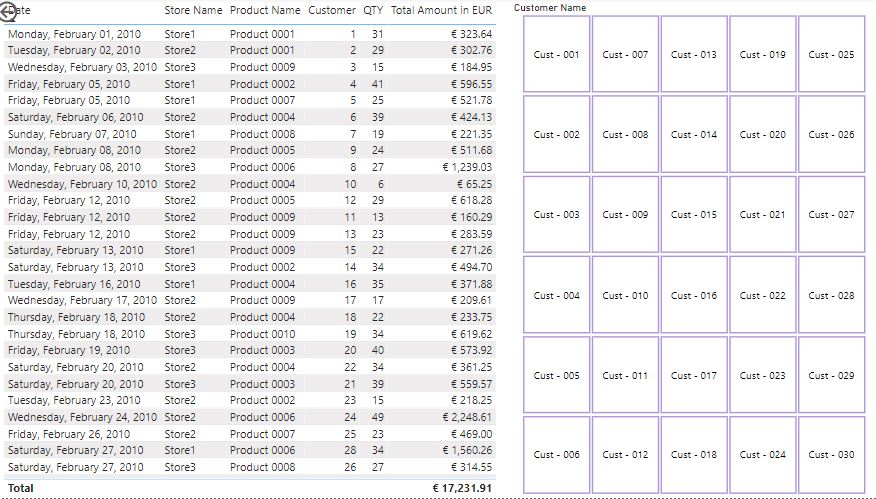 Date Store Name Product Name Customer QTY Total Amount in EUR
Monday, February 01, 2010 Store1 Product 0001 1 31 € 323.64
Tuesday, February 02, 2010 Store2 Product 0001 2 29 € 302.76
Wednesday, February 03, 2010 Store3 Product 0009 3 15 € 184.95
Friday, February 05, 2010 Store1 Product 0002 4 41 € 596.55
Friday, February 05, 2010 Store1 Product 0007 5 25 € 521.78
Saturday, February 06, 2010 Store2 Product 0004 6 39 € 424.13
Sunday, February 07, 2010 Store1 Product 0008 7 19 € 221.35
Monday, February 08, 2010 Store2 Product 0005 9 24 € 511.68
Monday, February 08, 2010 Store3 Product 0006 8 27 € 1,239.03
Wednesday, February 10, 2010 Store2 Product 0004 10 6 € 65.25
Friday, February 12, 2010 Store2 Product 0005 12 29 € 618.28
Friday, February 12, 2010 Store2 Product 0009 11 13 € 160.29
Friday, February 12, 2010 Store2 Product 0009 13 23 € 283.59
Saturday, February 13, 2010 Store1 Product 0009 15 22 € 271.26
Saturday, February 13, 2010 Store3 Product 0002 14 34 € 494.70
Tuesday, February 16, 2010 Store1 Product 0004 16 35 € 371.88
Wednesday, February 17, 2010 Store2 Product 0009 17 17 € 209.61
Thursday, February 18, 2010 Store2 Product 0004 18 22 € 233.75
Thursday, February 18, 2010 Store3 Product 0010 19 34 € 619.62
Friday, February 19, 2010 Store3 Product 0003 20 40 € 573.92
Saturday, February 20, 2010 Store2 Product 0004 22 34 € 361.25
Saturday, February 20, 2010 Store3 Product 0003 21 39 € 559.57
Tuesday, February 23, 2010 Store2 Product 0002 23 15 € 218.25
Wednesday, February 24, 2010 Store2 Product 0006 24 49 € 2,248.61
Friday, February 26, 2010 Store2 Product 0007 25 23 € 469.00
Saturday, February 27, 2010 Store1 Product 0006 28 34 € 1,560.26
Saturday, February 27, 2010 Store3 Product 0008 26 27 € 314.55
Total € 17,231.91
Customer Name
Cust - 001 Cust - 007 Cust - 013 Cust - 019 Cust - 025
Cust - 002 Cust - 008 Cust - 014 Cust - 020 Cust - 026
Cust - 003 Cust - 009 Cust - 015 Cust - 021 Cust - 027
Cust - 004 Cust - 010 Cust - 016 Cust - 022 Cust - 028
Cust - 005 Cust - 011 Cust - 017 Cust - 023 Cust - 029
Cust - 006 Cust - 012 Cust - 018 Cust - 024 Cust - 030